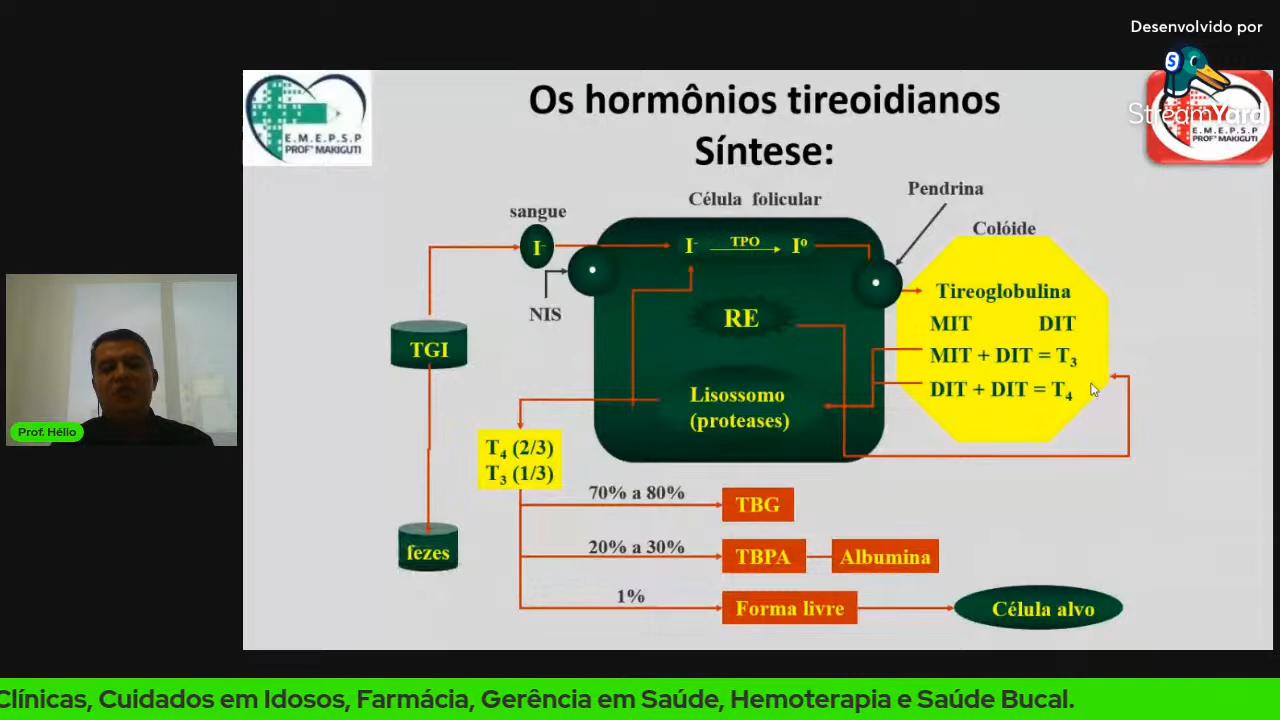 Desenvolvido por
StreamYard
E.M.E.P.S.P
PROFº MAKIGUTI
E.M.E.P.S.P
PROFº MAKIGUTI
Os hormônios tireoidianos
Síntese:
Célula folicular
Pendrina
sangue
Colóide
I-
I- TPO Iº
NIS
Tireoglobulina
RE
MIT DIT
TGI
MIT + DIT = T3
DIT + DIT = T4
Lisossomo
(proteases)
T4 (2/3)
T3 (1/3)
Prof. Hélio
70% a 80%
TBG
20% a 30%
TBPA
Albumina
fezes
1%
Forma livre
Célula alvo
Clínicas, Cuidados em Idosos, Farmácia, Gerência em Saúde, Hemoterapia e Saúde Bucal.